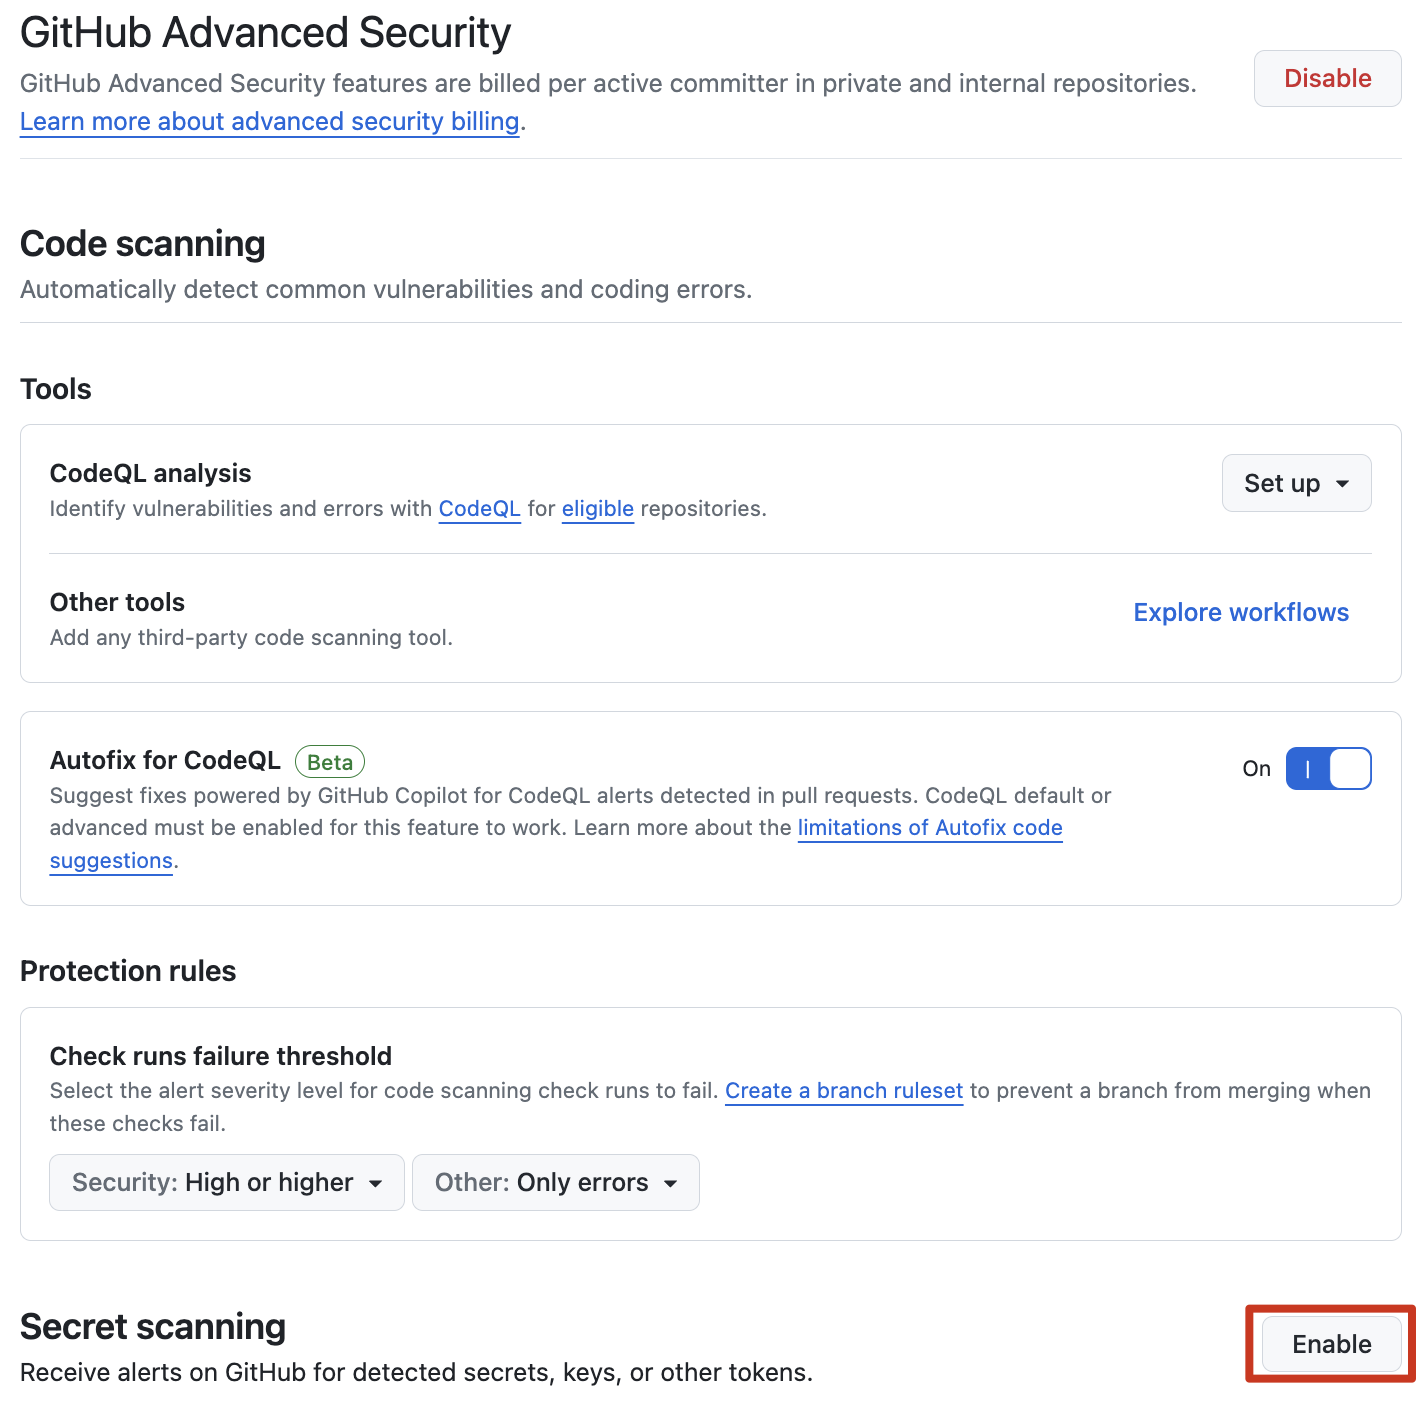 GitHub Advanced Security
GitHub Advanced Security features are billed per active committer in private and internal repositories.
Learn more about advanced security billing.
Disable
Code scanning
Automatically detect common vulnerabilities and coding errors.
Tools
CodeQL analysis
Identify vulnerabilities and errors with CodeQL for eligible repositories.
Set up
Other tools
Add any third-party code scanning tool.
Explore workflows
Autofix for CodeQL Beta
Suggest fixes powered by GitHub Copilot for CodeQL alerts detected in pull requests. CodeQL default or
advanced must be enabled for this feature to work. Learn more about the limitations of Autofix code
suggestions.
On
Protection rules
Check runs failure threshold
Select the alert severity level for code scanning check runs to fail. Create a branch ruleset to prevent a branch from merging when
these checks fail.
Security: High or higher
Other: Only errors
Secret scanning
Receive alerts on GitHub for detected secrets, keys, or other tokens.
Enable